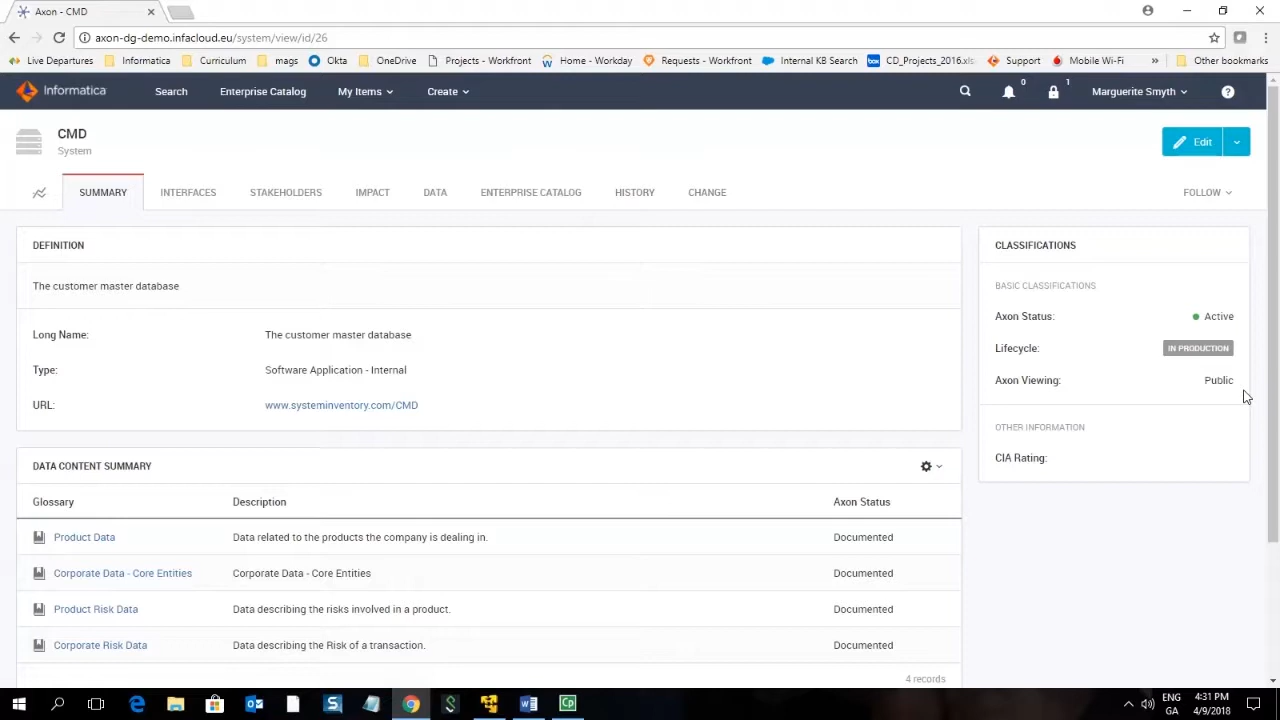 Axon - CMD
axon-dg-demo.infacloud.eu/system/view/id/26
Live Departures Informatica Curriculum mags Okta OneDrive Projects - Workfront Home - Workday Requests - Workfront Internal KB Search CD_Projects_2016.xls Support Mobile Wi-Fi » Other bookmarks
Informatica Search Enterprise Catalog My Items Create 0 1 Marguerite Smyth ?
CMD
System
Edit
SUMMARY INTERFACES STAKEHOLDERS IMPACT DATA ENTERPRISE CATALOG HISTORY CHANGE FOLLOW
DEFINITION
The customer master database
Long Name: The customer master database
Type: Software Application - Internal
URL: www.systeminventory.com/CMD
CLASSIFICATIONS
BASIC CLASSIFICATIONS
Axon Status: Active
Lifecycle: IN PRODUCTION
Axon Viewing: Public
OTHER INFORMATION
CIA Rating:
DATA CONTENT SUMMARY
Glossary Description Axon Status
Product Data Data related to the products the company is dealing in. Documented
Corporate Data - Core Entities Corporate Data - Core Entities Documented
Product Risk Data Data describing the risks involved in a product. Documented
Corporate Risk Data Data describing the Risk of a transaction. Documented
4 records
ENG 4:31 PM
GA 4/9/2018